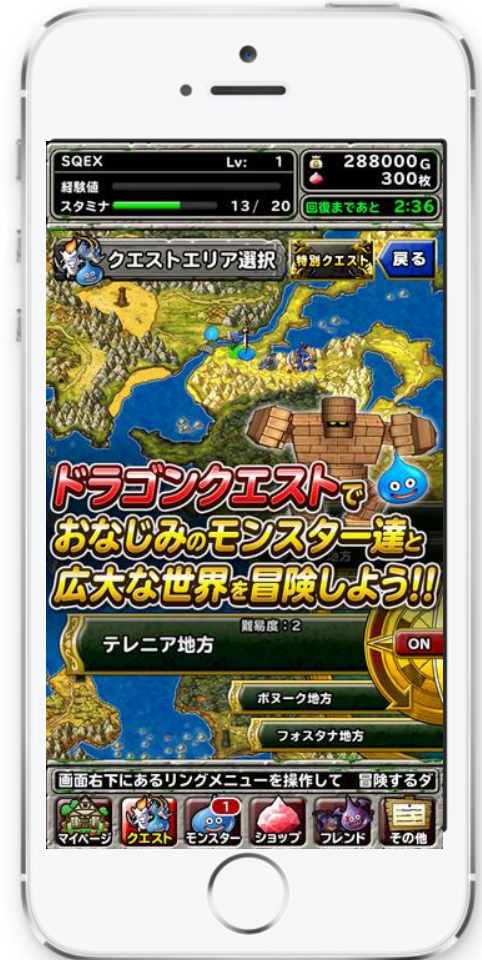 SQEX Lv: 1
288000G
経験値
300枚
スタミナ 13/ 20
回復まであと 2:36
クエストエリア選択
特別クエスト
戻る
ドラゴンクエストで
おなじみのモンスター達と
地方
広大な世界を冒険しよう!!
難易度:2
テレニア地方
ON
ボヌーク地方
フォスタナ地方
画面右下にあるリングメニューを操作して 冒険するダ
1
マイページ クエスト モンスター ショップ フレンド その他